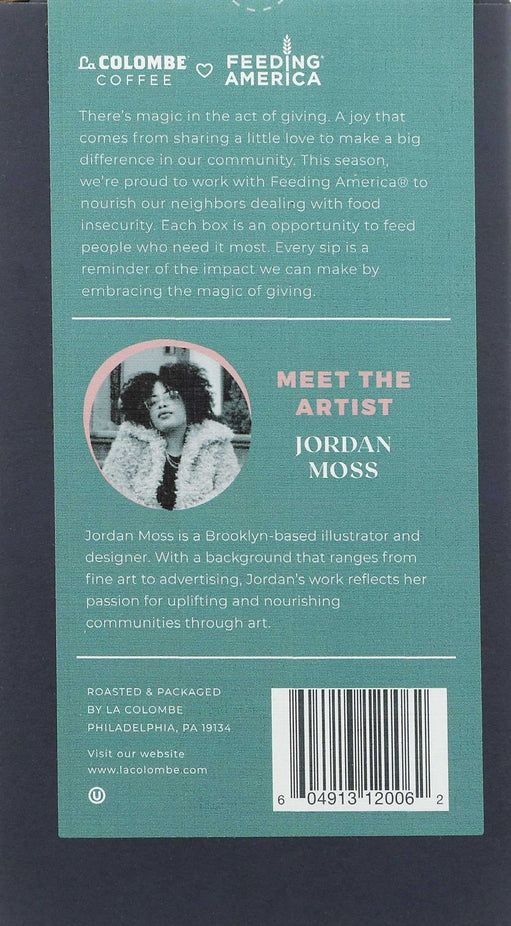 La COLOMBE
COFFEE
FEEDING®
AMERICA
There's magic in the act of giving. A joy that
comes from sharing a little love to make a big
difference in our community. This season,
we're proud to work with Feeding America® to
nourish our neighbors dealing with food
insecurity. Each box is an opportunity to feed
people who need it most. Every sip is a
reminder of the impact we can make by
embracing the magic of giving.
MEET THE
ARTIST
JORDAN
MOSS
Jordan Moss is a Brooklyn-based illustrator and
designer. With a background that ranges from
fine art to advertising, Jordan's work reflects her
passion for uplifting and nourishing
communities through art.
ROASTED & PACKAGED
BY LA COLOMBE
PHILADELPHIA, PA 19134
Visit our website
www.lacolombe.com
U
6 04913 12006 2